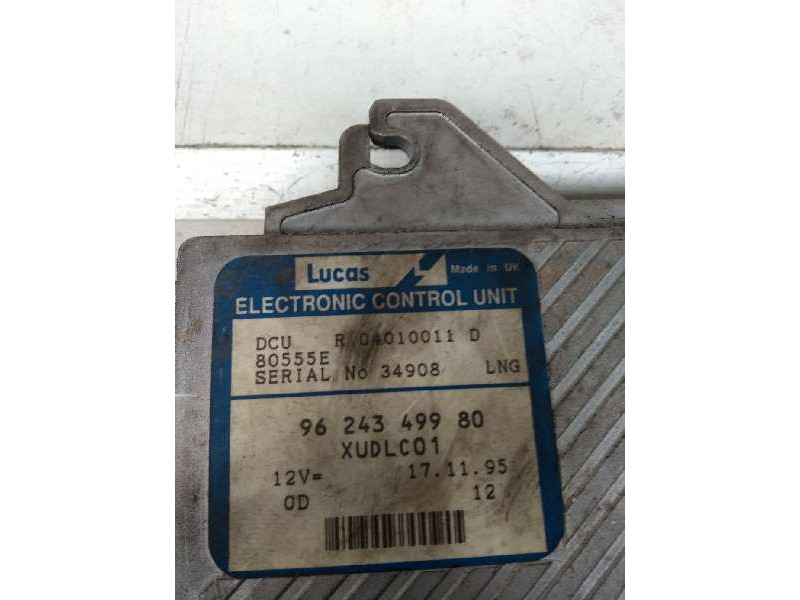 Lucas Made in UK
ELECTRONIC CONTROL UNIT
DCU R 04010011 D
80555E
SERIAL No 34908 LNG
96 243 499 80
XUDLC01
12V= 17.11.95
0D 12